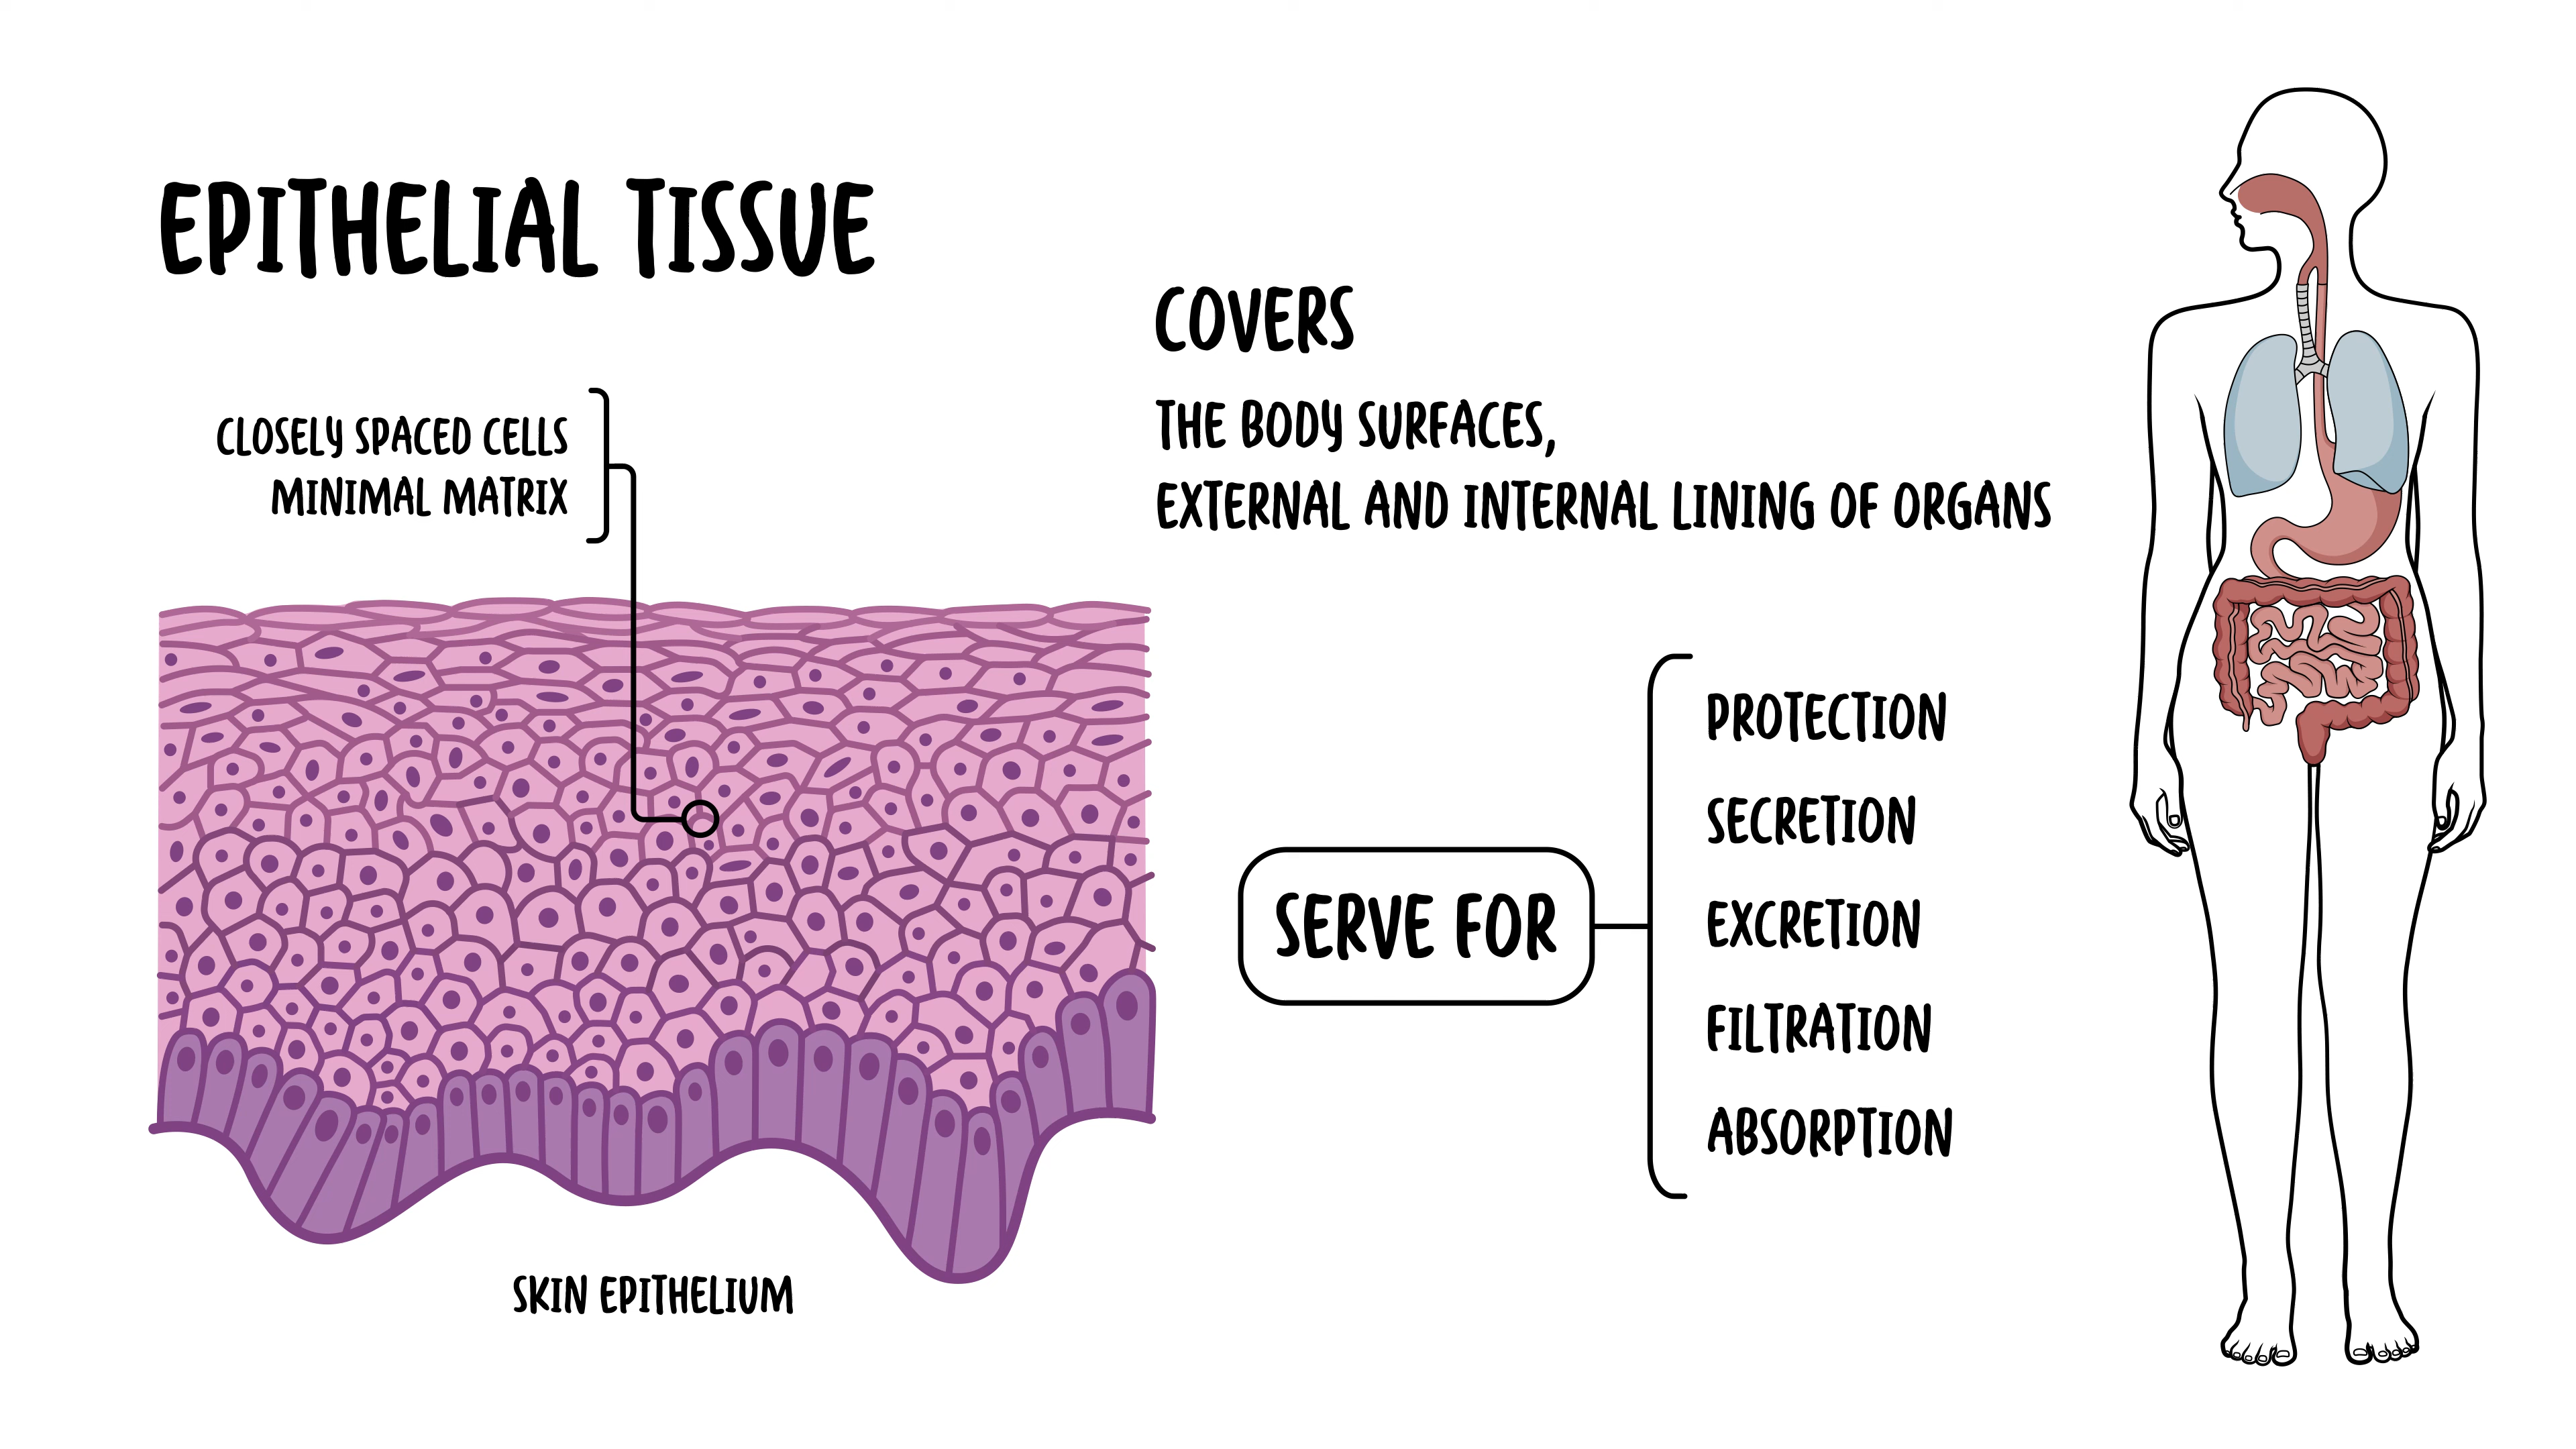 EPITHELIAL TISSUE
CLOSELY SPACED CELLS
MINIMAL MATRIX
SKIN EPITHELIUM
COVERS
THE BODY SURFACES,
EXTERNAL AND INTERNAL LINING OF ORGANS
SERVE FOR
PROTECTION
SECRETION
EXCRETION
FILTRATION
ABSORPTION